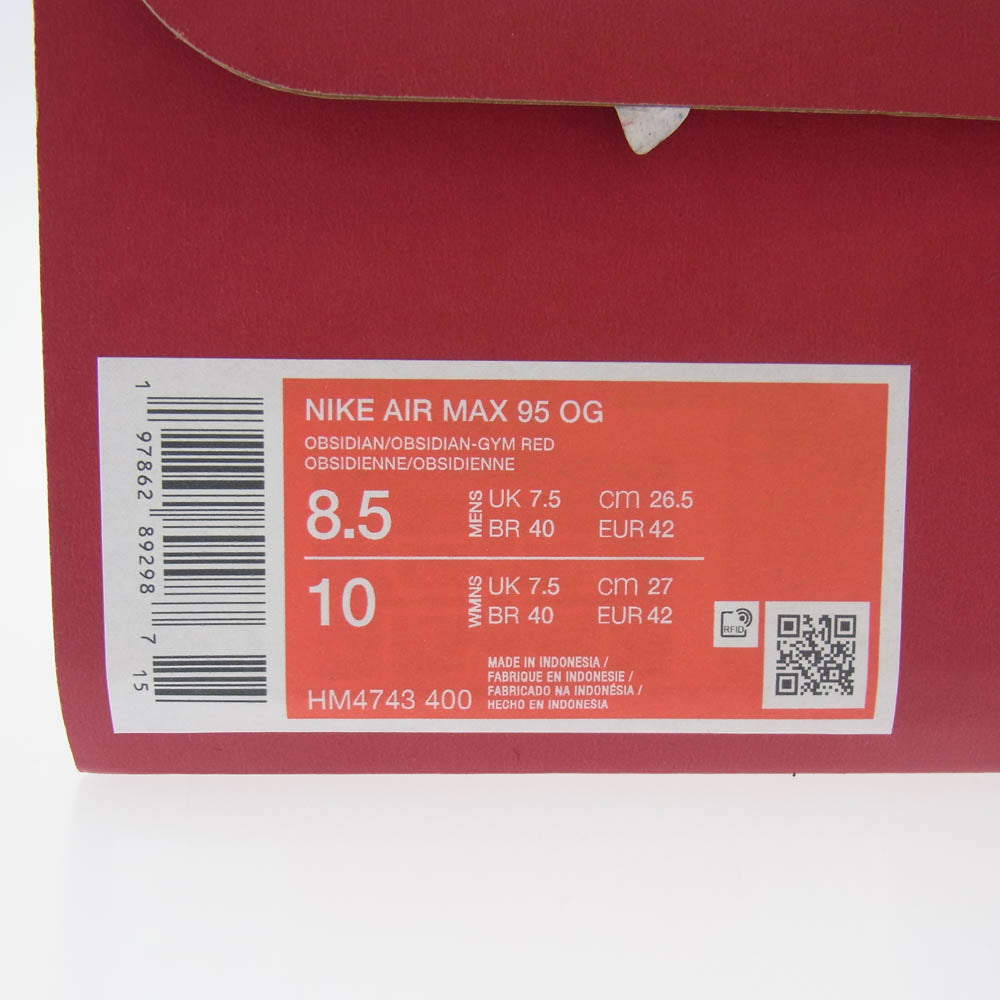 1 97862 89298 7 15
NIKE AIR MAX 95 OG
OBSIDIAN/OBSIDIAN-GYM RED
OBSIDIENNE/OBSIDIENNE
8.5 MENS UK 7.5 cm 26.5
BR 40 EUR 42
10 WMNS UK 7.5 cm 27
BR 40 EUR 42
RFID
HM4743 400
MADE IN INDONESIA /
FABRIQUE EN INDONESIE /
FABRICADO NA INDONÉSIA /
HECHO EN INDONESIA